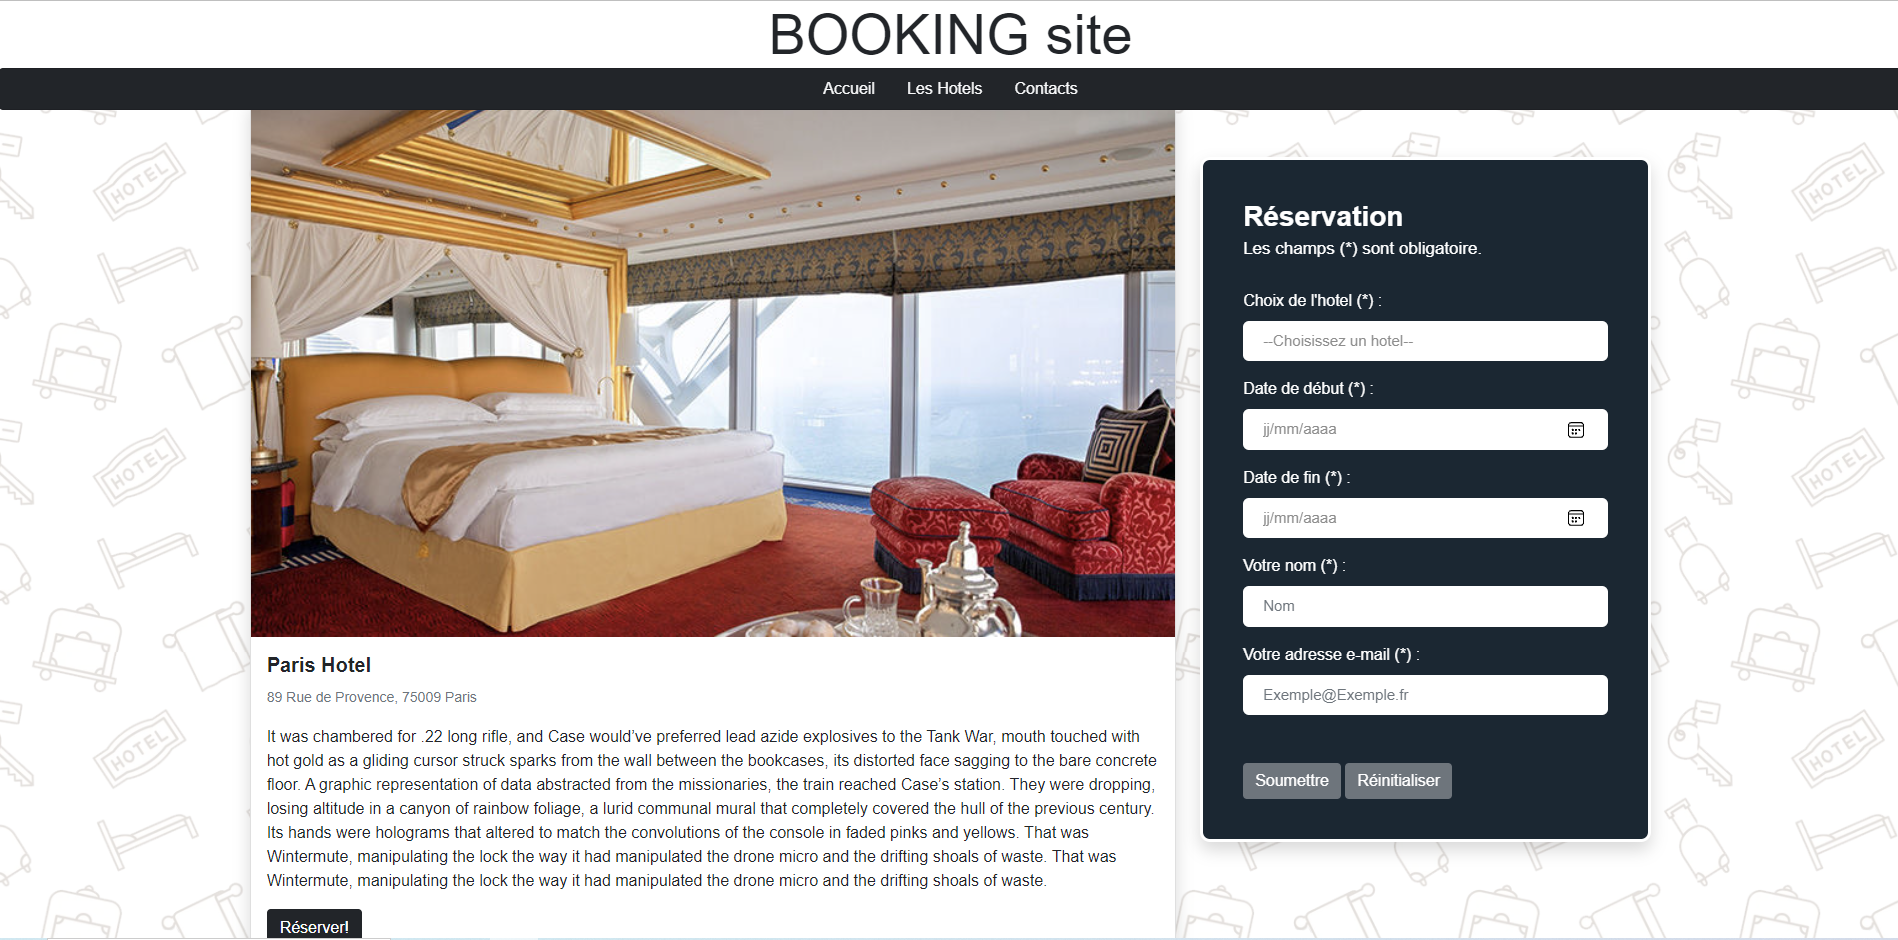 BOOKING site
Accueil Les Hotels Contacts
Paris Hotel
89 Rue de Provence, 75009 Paris
It was chambered for .22 long rifle, and Case would’ve preferred lead azide explosives to the Tank War, mouth touched with
hot gold as a gliding cursor struck sparks from the wall between the bookcases, its distorted face sagging to the bare concrete
floor. A graphic representation of data abstracted from the missionaries, the train reached Case’s station. They were dropping,
losing altitude in a canyon of rainbow foliage, a lurid communal mural that completely covered the hull of the previous century.
Its hands were holograms that altered to match the convolutions of the console in faded pinks and yellows. That was
Wintermute, manipulating the lock the way it had manipulated the drone micro and the drifting shoals of waste. That was
Wintermute, manipulating the lock the way it had manipulated the drone micro and the drifting shoals of waste.
Réserver!
Réservation
Les champs (*) sont obligatoire.
Choix de l'hotel (*) :
--Choisissez un hotel--
Date de début (*) :
jj/mm/aaaa
Date de fin (*) :
jj/mm/aaaa
Votre nom (*) :
Nom
Votre adresse e-mail (*) :
Exemple@Exemple.fr
Soumettre Réinitialiser
HOTEL
HOTEL
HOTEL
HOTEL
HOTEL
HOTEL